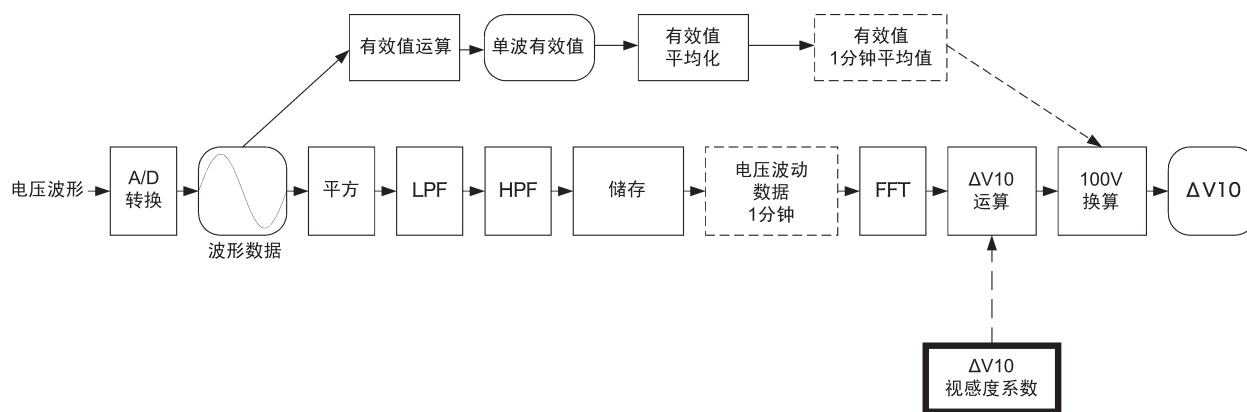 有效值运算
单波有效值
有效值
平均化
有效值
1分钟平均值
电压波形
A/D
转换
波形数据
平方
LPF
HPF
储存
电压波动
数据
1分钟
FFT
ΔV10
运算
100V
换算
ΔV10
ΔV10
视感度系数